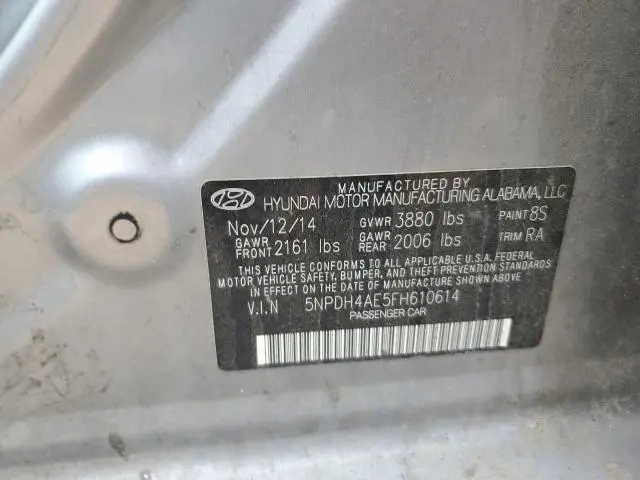 MANUFACTURED BY
HYUNDAI MOTOR MANUFACTURING ALABAMA, LLC
Nov/12/14 GVWR 3880 lbs PAINT 8S
GAWR FRONT 2161 lbs GAWR REAR 2006 lbs TRIM RA
THIS VEHICLE CONFORMS TO ALL APPLICABLE U.S.A. FEDERAL
MOTOR VEHICLE SAFETY, BUMPER, AND THEFT PREVENTION
STANDARDS IN EFFECT ON THE DATE OF MANUFACTURE SHOWN ABOVE.
V.I.N 5NPDH4AE5FH610614
PASSENGER CAR